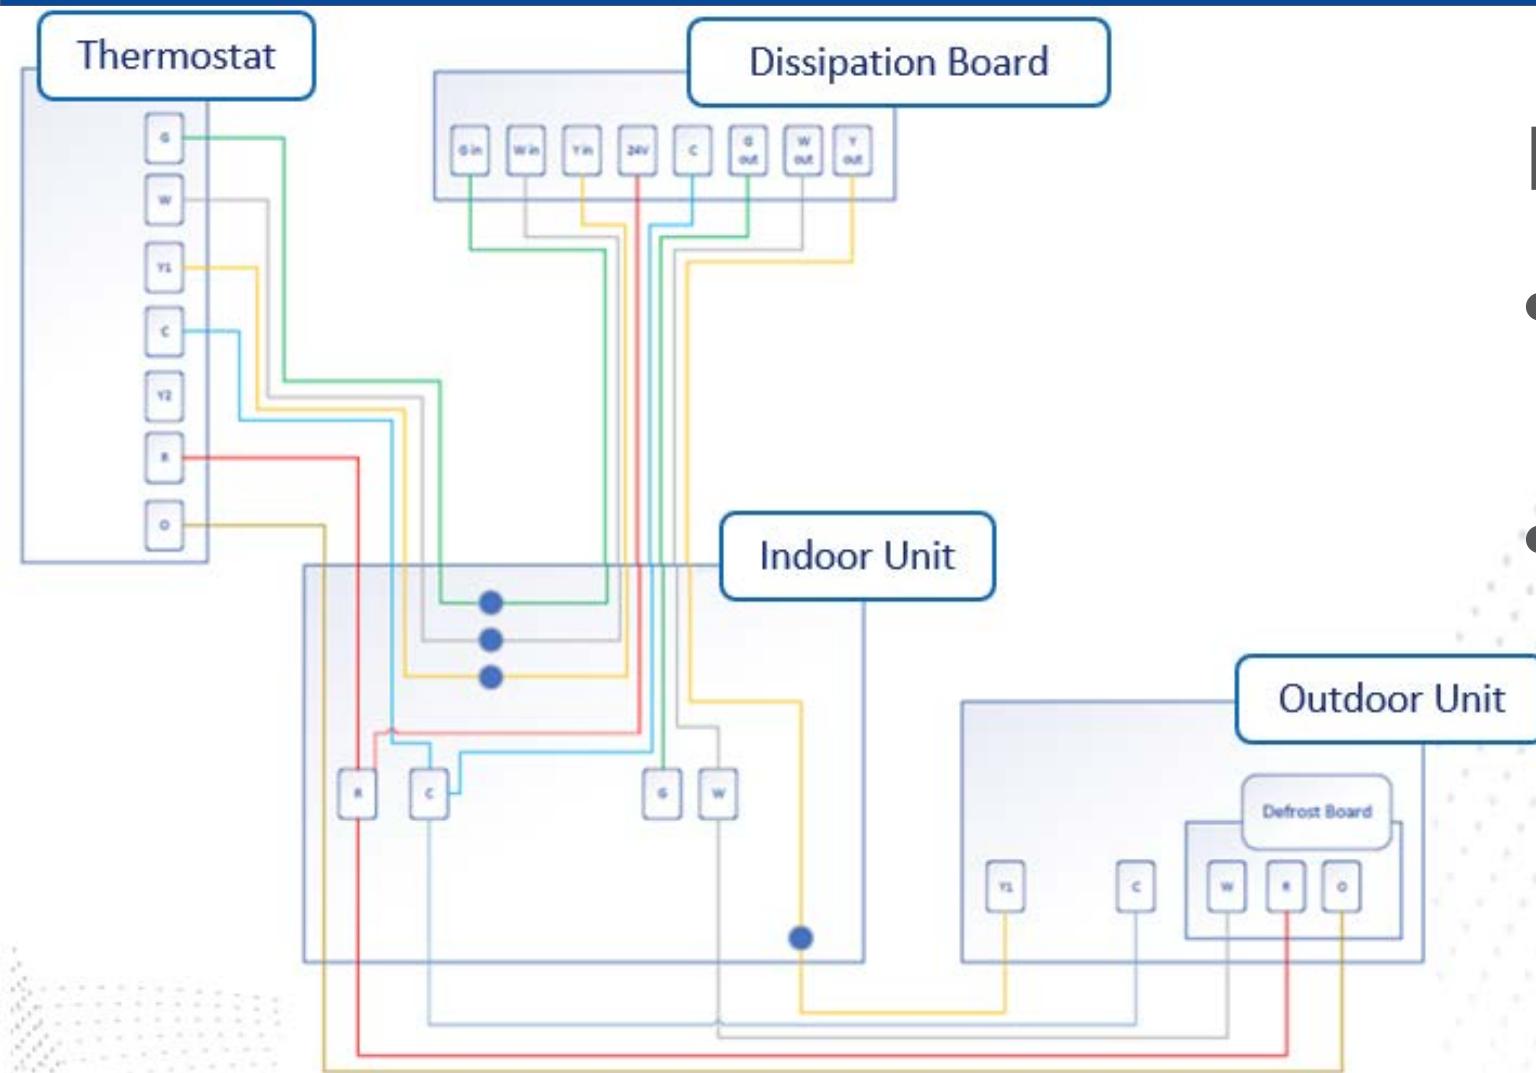 Thermostat
G
W
Y1
C
Y2
R
O
Dissipation Board
G in
W in
Y in
24V
C
G
out
W
out
Y
out
Indoor Unit
R
C
G
W
Outdoor Unit
Defrost Board
Y1
C
W
R
O